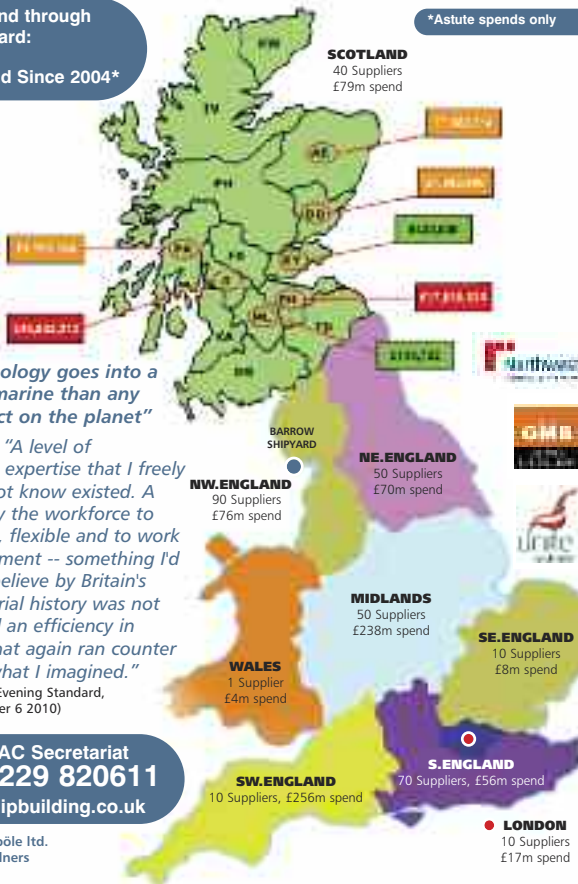 nd through
ard:
d Since 2004*
*Astute spends only
SCOTLAND
40 Suppliers
£79m spend
ology goes into a
marine than any
ct on the planet”
“A level of
expertise that I freely
ot know existed. A
y the workforce to
, flexible and to work
ment -- something I'd
believe by Britain's
rial history was not
d an efficiency in
hat again ran counter
what I imagined.”
Evening Standard,
er 6 2010)
BARROW
SHIPYARD
NW.ENGLAND
90 Suppliers
£76m spend
NE.ENGLAND
50 Suppliers
£70m spend
GMB
unite
MIDLANDS
50 Suppliers
£238m spend
SE.ENGLAND
10 Suppliers
£8m spend
WALES
1 Supplier
£4m spend
AC Secretariat
229 820611
ipbuilding.co.uk
SW.ENGLAND
10 Suppliers, £256m spend
S.ENGLAND
70 Suppliers, £56m spend
LONDON
10 Suppliers
£17m spend
pôle ltd.
dners